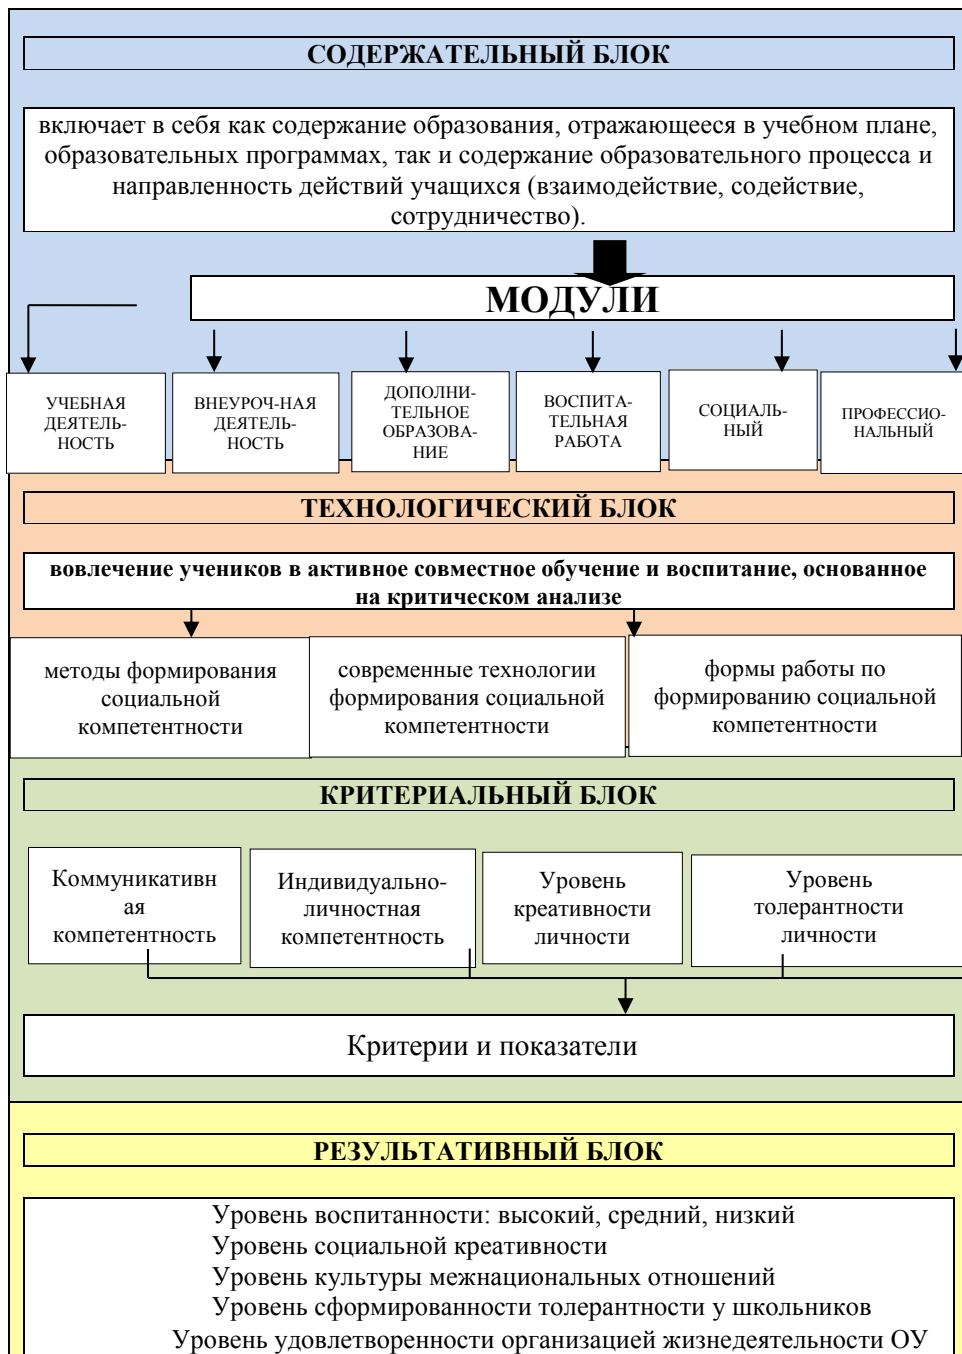 СОДЕРЖАТЕЛЬНЫЙ БЛОК
включает в себя как содержание образования, отражающееся в учебном плане,
образовательных программах, так и содержание образовательного процесса и
направленность действий учащихся (взаимодействие, содействие,
сотрудничество).
МОДУЛИ
УЧЕБНАЯ
ДЕЯТЕЛЬ-
НОСТЬ
ВНЕУРОЧ-НАЯ
ДЕЯТЕЛЬ-
НОСТЬ
ДОПОЛНИ-
ТЕЛЬНОЕ
ОБРАЗОВА-
НИЕ
ВОСПИТА-
ТЕЛЬНАЯ
РАБОТА
СОЦИАЛЬ-
НЫЙ
ПРОФЕССИО-
НАЛЬНЫЙ
ТЕХНОЛОГИЧЕСКИЙ БЛОК
вовлечение учеников в активное совместное обучение и воспитание, основанное
на критическом анализе
методы формирования
социальной
компетентности
современные технологии
формирования социальной
компетентности
формы работы по
формированию социальной
компетентности
КРИТЕРИАЛЬНЫЙ БЛОК
Коммуникативн
ая
компетентность
Индивидуально-
личностная
компетентность
Уровень
креативности
личности
Уровень
толерантности
личности
Критерии и показатели
РЕЗУЛЬТАТИВНЫЙ БЛОК
Уровень воспитанности: высокий, средний, низкий
Уровень социальной креативности
Уровень культуры межнациональных отношений
Уровень сформированности толерантности у школьников
Уровень удовлетворенности организацией жизнедеятельности ОУ